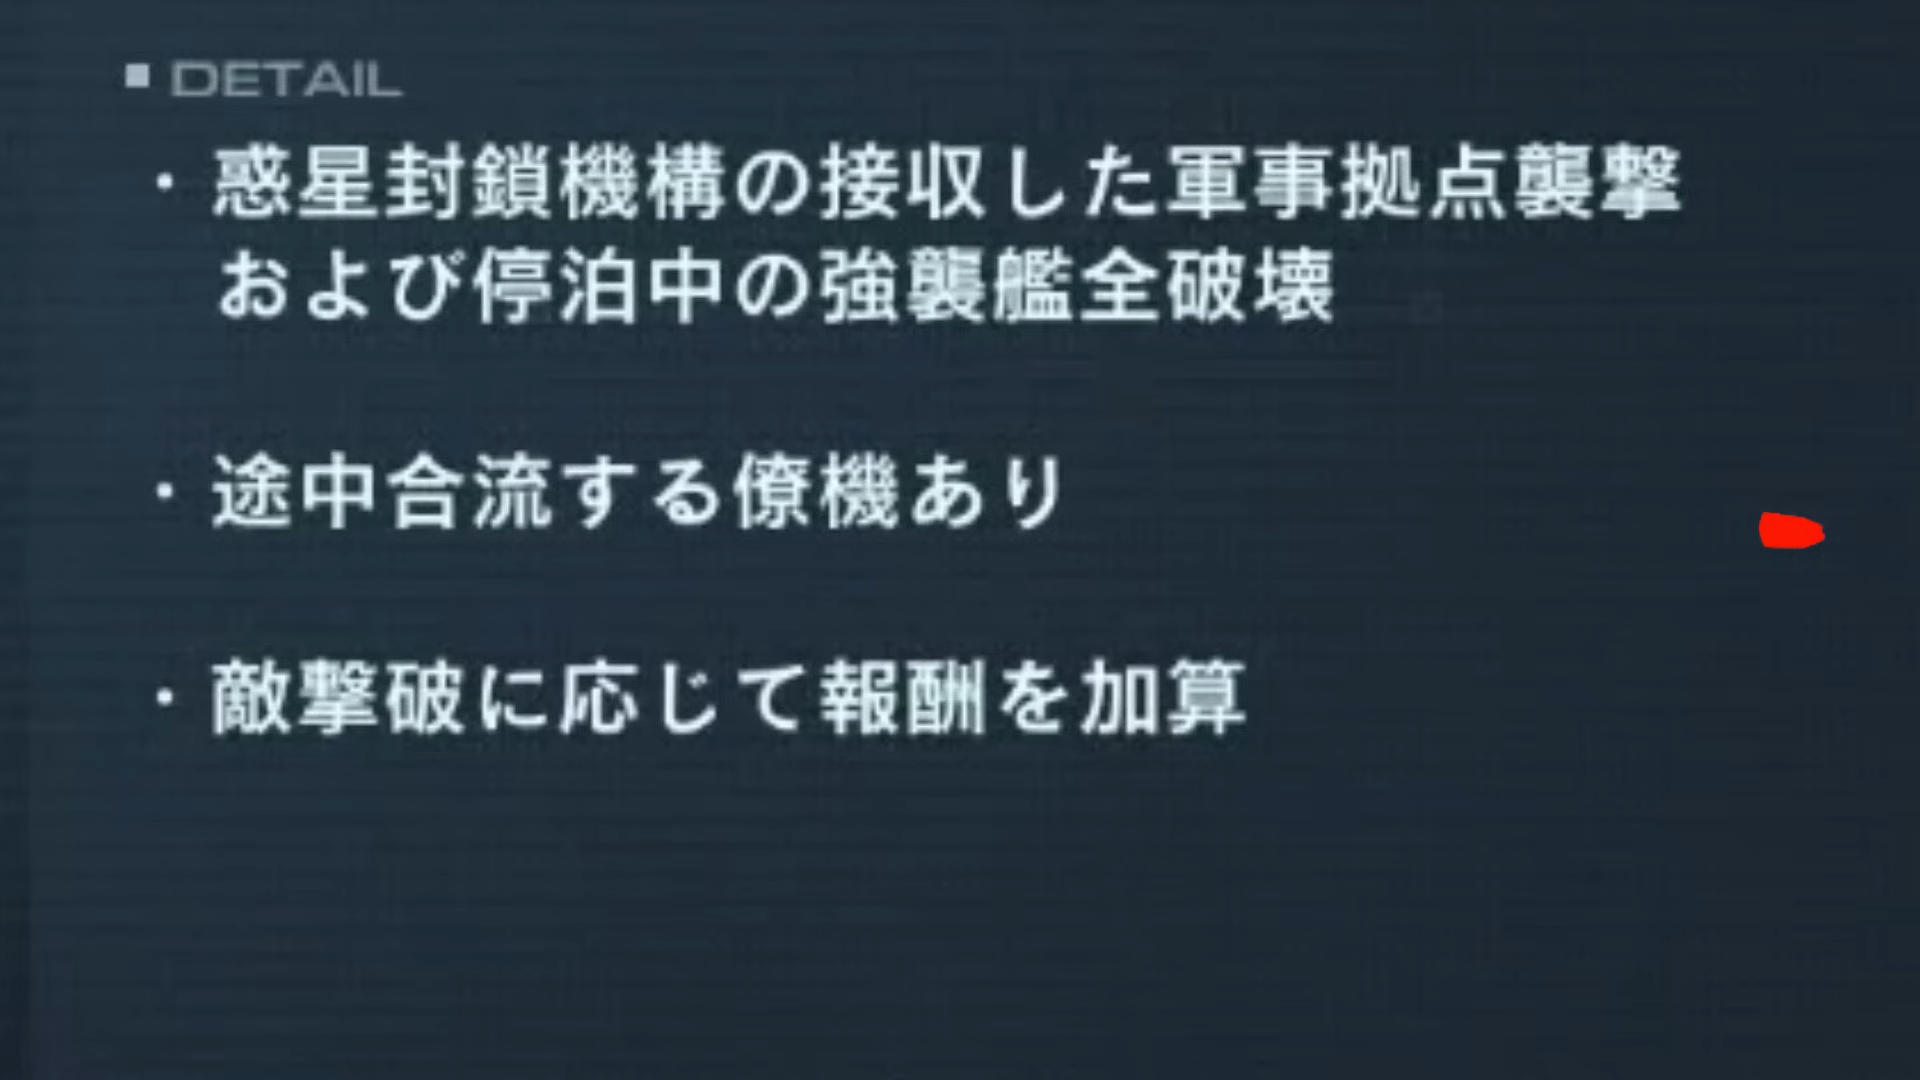 ■ DETAIL
・惑星封鎖機構の接収した軍事拠点襲撃
および停泊中の強襲艦全破壊
・途中合流する僚機あり
・敵撃破に応じて報酬を加算